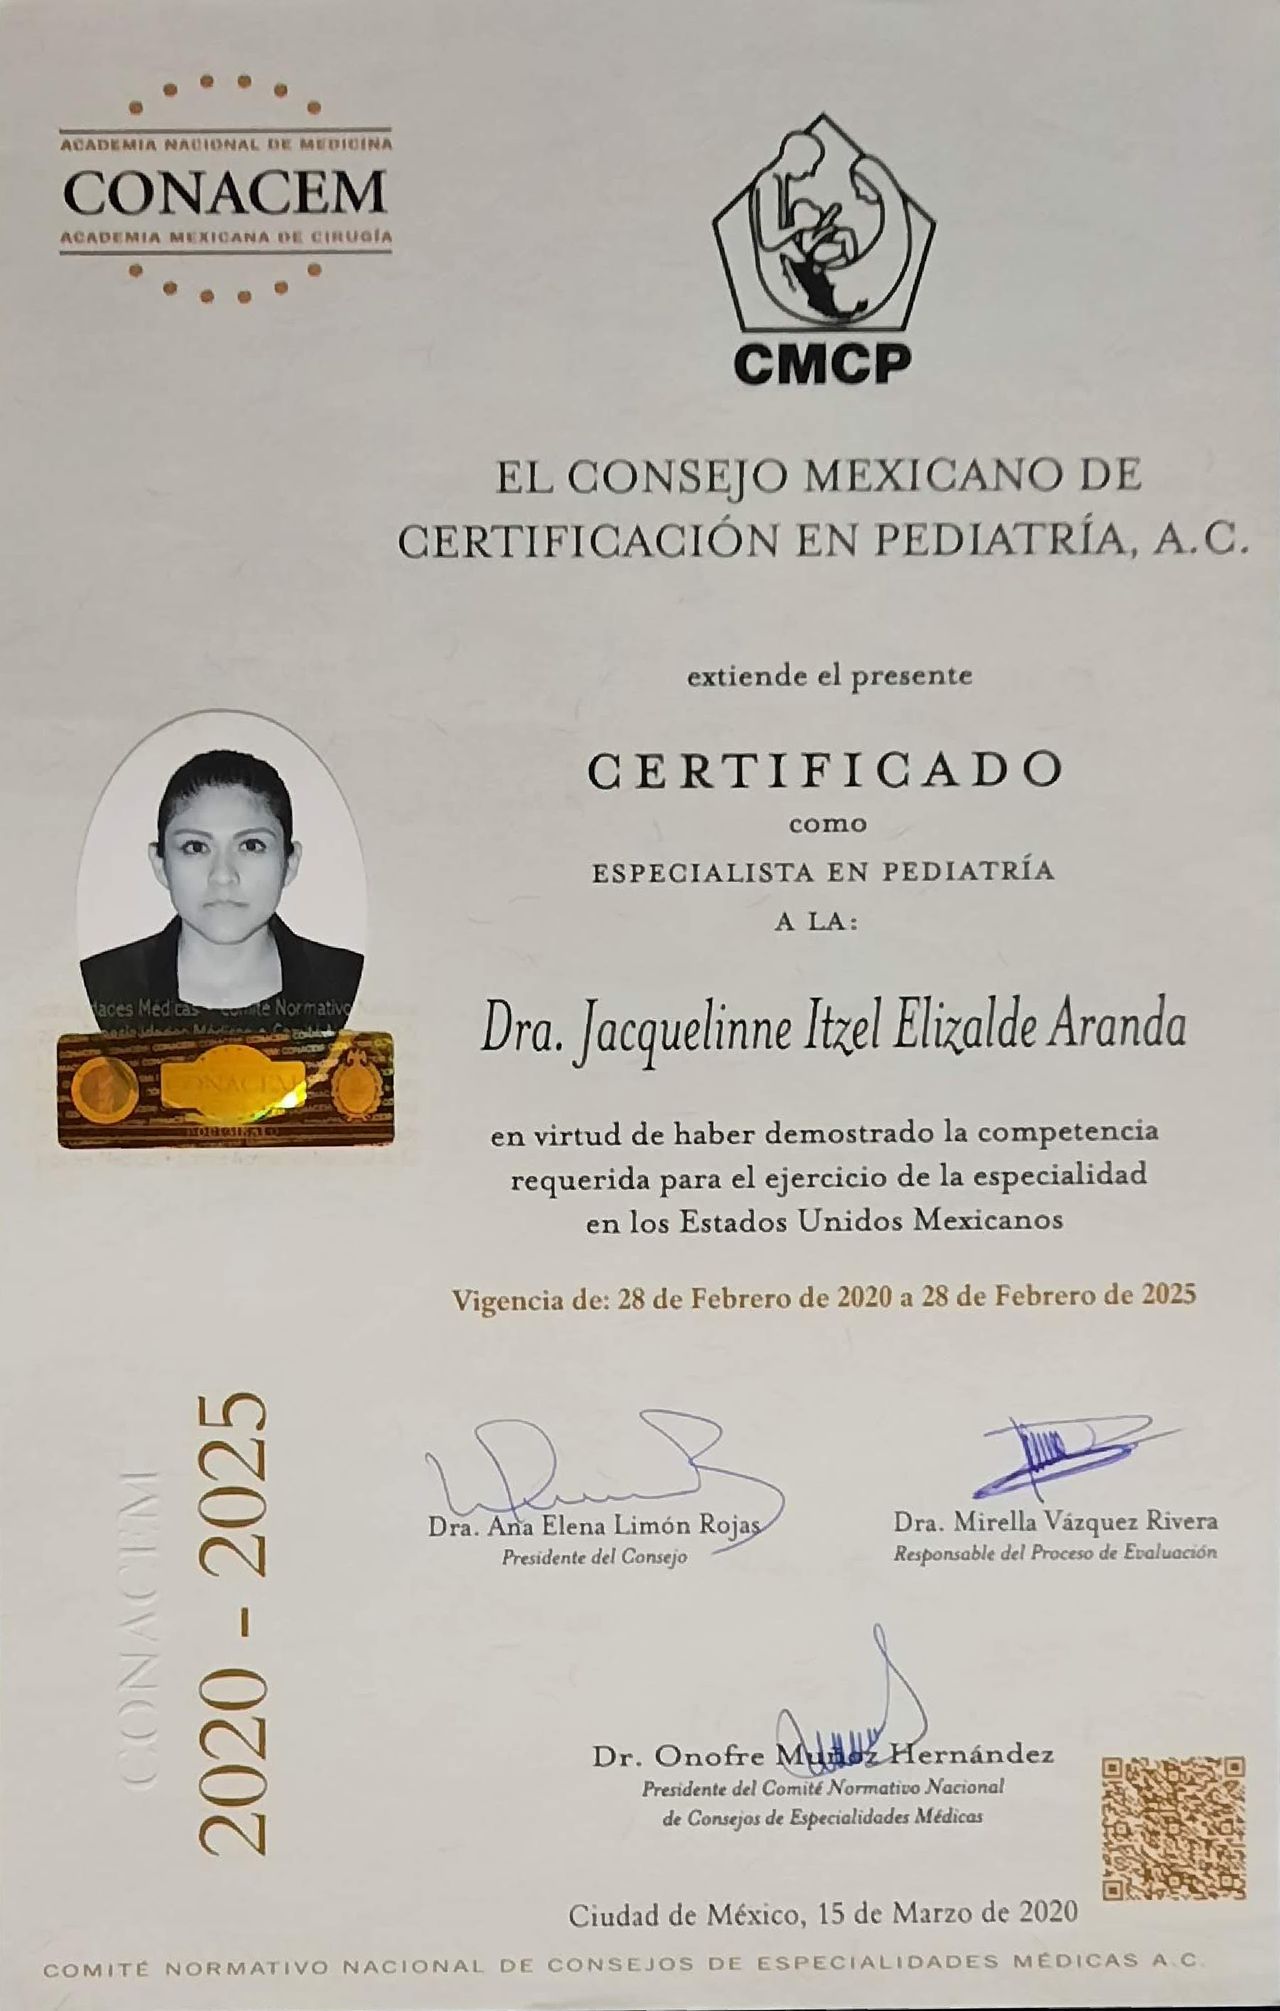 ACADEMIA NACIONAL DE MEDICINA
CONACEM
ACADEMIA MEXICANA DE CIRUGÍA
CMCP
EL CONSEJO MEXICANO DE
CERTIFICACIÓN EN PEDIATRÍA, A.C.
extiende el presente
CERTIFICADO
como
ESPECIALISTA EN PEDIATRÍA
A LA:
Dra. Jacquelinne Itzel Elizalde Aranda
en virtud de haber demostrado la competencia
requerida para el ejercicio de la especialidad
en los Estados Unidos Mexicanos
Vigencia de: 28 de Febrero de 2020 a 28 de Febrero de 2025
Normativo
CONACEM
CONACEM
2020 - 2025
Dra. Ana Elena Limón Rojas
Presidente del Consejo
Dra. Mirella Vázquez Rivera
Responsable del Proceso de Evaluación
Dr. Onofre Muñoz Hernández
Presidente del Comité Normativo Nacional
de Consejos de Especialidades Médicas
Ciudad de México, 15 de Marzo de 2020
COMITÉ NORMATIVO NACIONAL DE CONSEJOS DE ESPECIALIDADES MÉDICAS A.C.